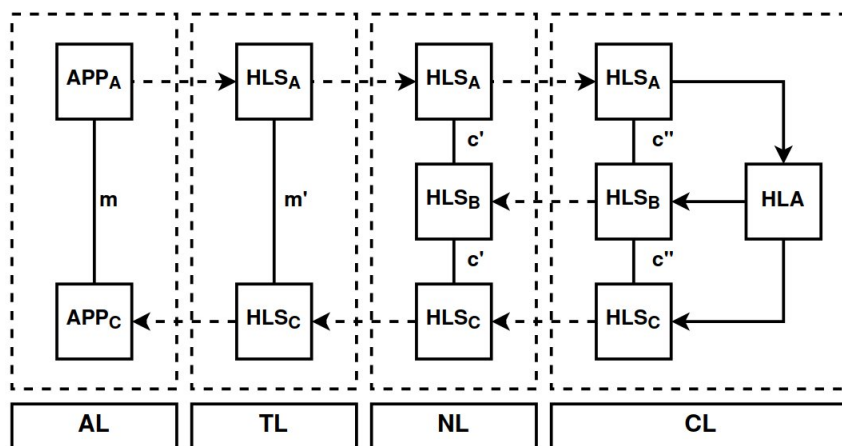 APP_A HLS_A HLS_A HLS_A
c' c''
m m' HLS_B HLS_B HLA
c' c''
APP_C HLS_C HLS_C HLS_C
AL TL NL CL